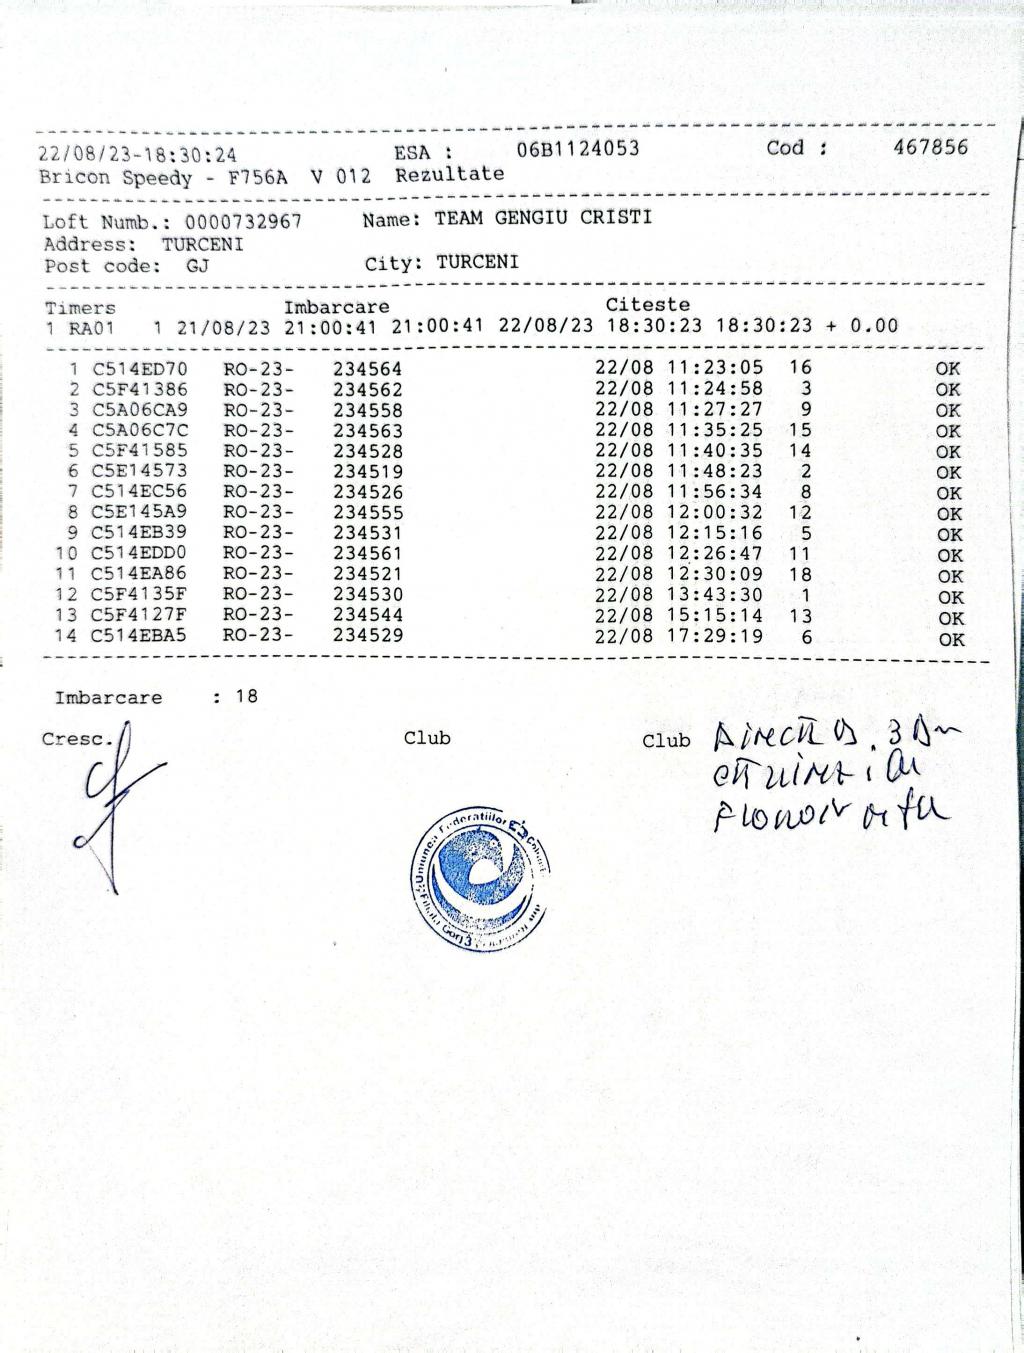 22/08/23-18:30:24 ESA : 06B1124053 Cod : 467856
Bricon Speedy - F756A V 012 Rezultate
Loft Numb.: 0000732967 Name: TEAM GENGIU CRISTI
Address: TURCENI
Post code: GJ City: TURCENI
Timers Imbarcare Citeste
1 RA01 1 21/08/23 21:00:41 21:00:41 22/08/23 18:30:23 18:30:23 + 0.00
1 C514ED70 RO-23- 234564 22/08 11:23:05 16 OK
2 C5F41386 RO-23- 234562 22/08 11:24:58 3 OK
3 C5A06CA9 RO-23- 234558 22/08 11:27:27 9 OK
4 C5A06C7C RO-23- 234563 22/08 11:35:25 15 OK
5 C5F41585 RO-23- 234528 22/08 11:40:35 14 OK
6 C5E14573 RO-23- 234519 22/08 11:48:23 2 OK
7 C514EC56 RO-23- 234526 22/08 11:56:34 8 OK
8 C5E145A9 RO-23- 234555 22/08 12:00:32 12 OK
9 C514EB39 RO-23- 234531 22/08 12:15:16 5 OK
10 C514EDD0 RO-23- 234561 22/08 12:26:47 11 OK
11 C514EA86 RO-23- 234521 22/08 12:30:09 18 OK
12 C5F4135F RO-23- 234530 22/08 13:43:30 1 OK
13 C5F4127F RO-23- 234544 22/08 15:15:14 13 OK
14 C514EBA5 RO-23- 234529 22/08 17:29:19 6 OK
Imbarcare : 18
Cresc. Club Club
Uniunea Federatiilor
Filiala Gorj 3